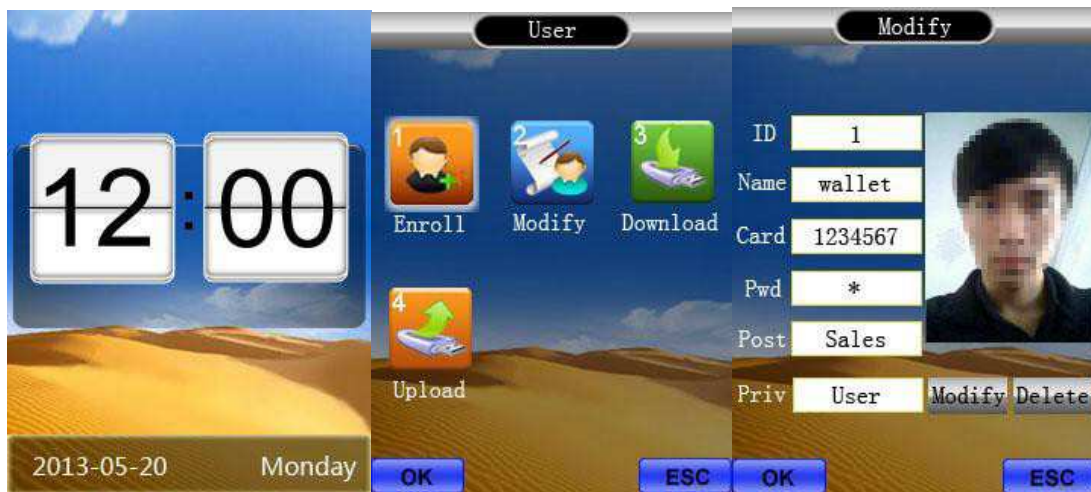 12:00
2013-05-20 Monday
User
1
Enroll
2
Modify
3
Download
4
Upload
OK ESC
Modify
ID 1
Name wallet
Card 1234567
Pwd *
Post Sales
Priv User Modify Delete
OK ESC